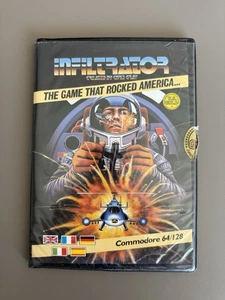 INFILTRATOR
THE GAME THAT ROCKED AMERICA...
Commodore 64/128